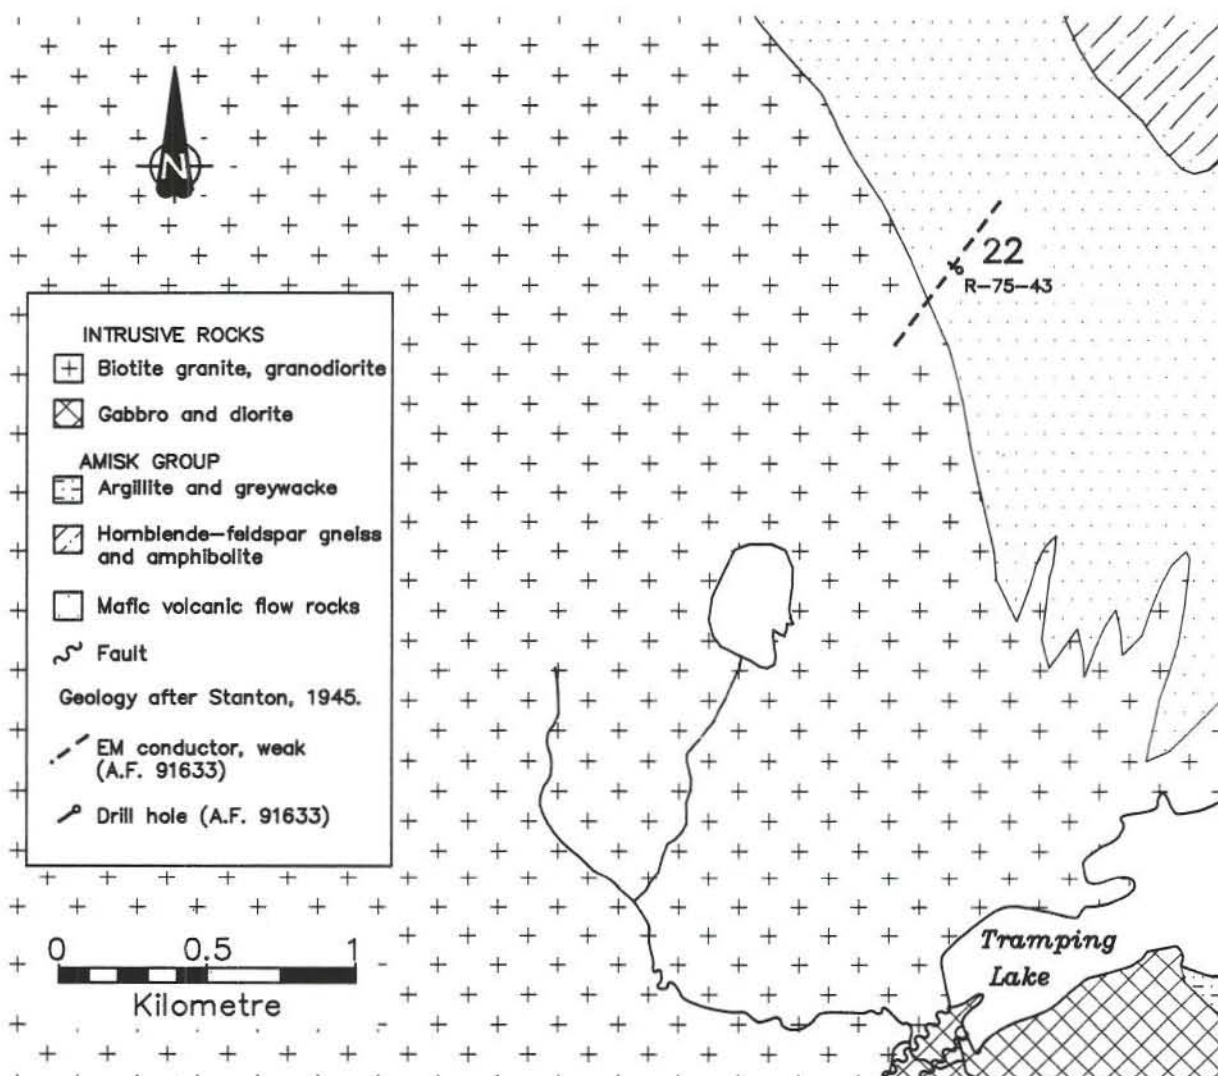 N
22
R-75-43
INTRUSIVE ROCKS
Biotite granite, granodiorite
Gabbro and diorite
AMISK GROUP
Argillite and greywacke
Hornblende-feldspar gneiss
and amphibolite
Mafic volcanic flow rocks
Fault
Geology after Stanton, 1945.
EM conductor, weak
(A.F. 91633)
Drill hole (A.F. 91633)
0 0.5 1
Kilometre
Tramping
Lake